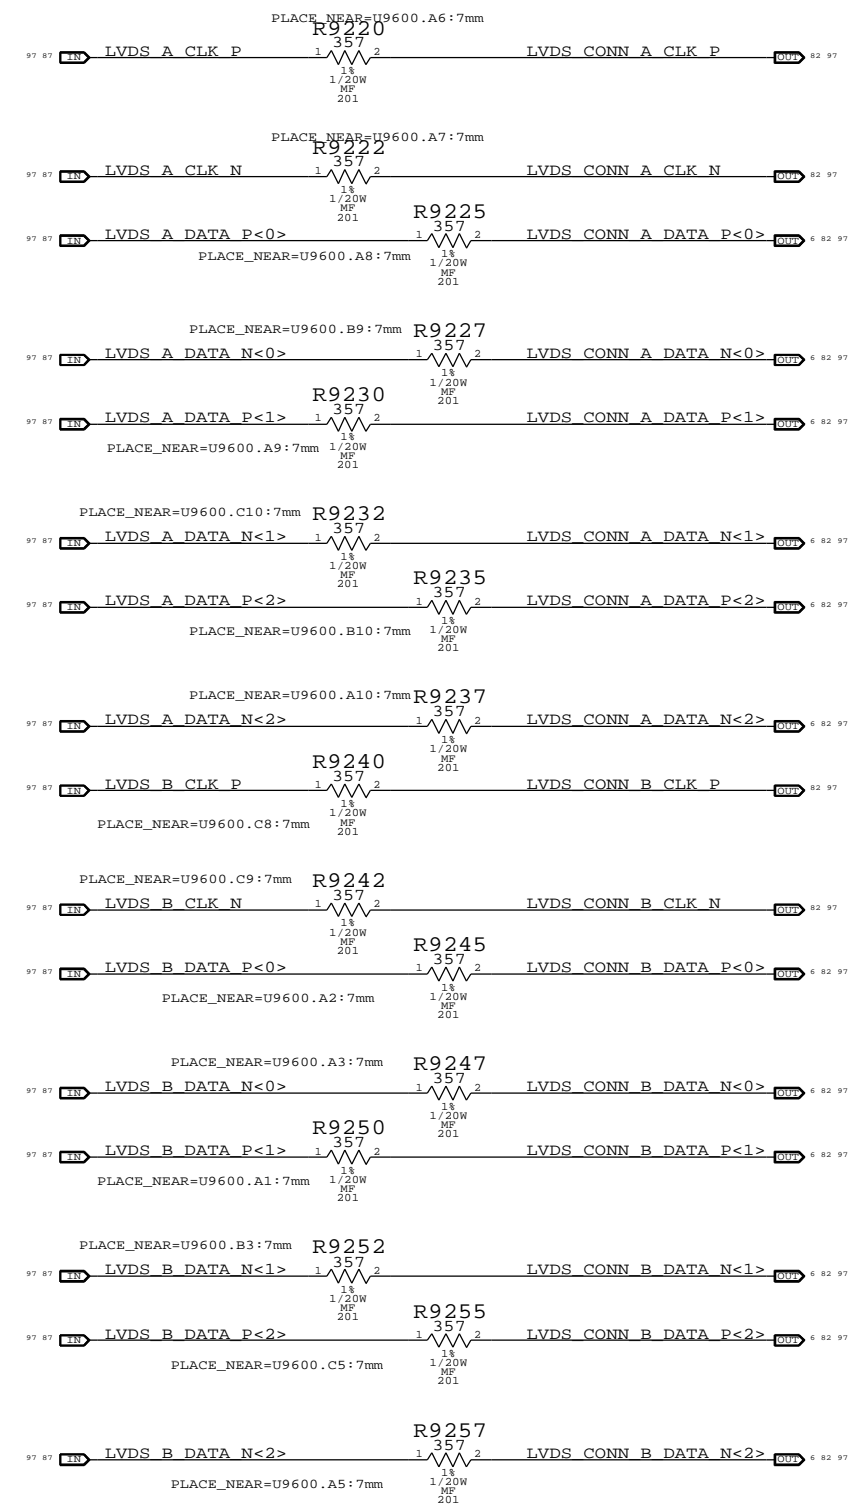 PLACE_NEAR=U9600.A6:7mm
R9220
357
97 87 IN LVDS_A_CLK_P 1 2 LVDS_CONN_A_CLK_P OUT 82 97
1%
1/20W
MF
201
PLACE_NEAR=U9600.A7:7mm
R9222
357
97 87 IN LVDS_A_CLK_N 1 2 LVDS_CONN_A_CLK_N OUT 82 97
1%
1/20W
MF
201
R9225
357
97 87 IN LVDS_A_DATA_P<0> 1 2 LVDS_CONN_A_DATA_P<0> OUT 6 82 97
PLACE_NEAR=U9600.A8:7mm
1%
1/20W
MF
201
PLACE_NEAR=U9600.B9:7mm R9227
357
97 87 IN LVDS_A_DATA_N<0> 1 2 LVDS_CONN_A_DATA_N<0> OUT 6 82 97
1%
1/20W
MF
201
R9230
357
97 87 IN LVDS_A_DATA_P<1> 1 2 LVDS_CONN_A_DATA_P<1> OUT 6 82 97
1%
PLACE_NEAR=U9600.A9:7mm 1/20W
MF
201
PLACE_NEAR=U9600.C10:7mm R9232
357
97 87 IN LVDS_A_DATA_N<1> 1 2 LVDS_CONN_A_DATA_N<1> OUT 6 82 97
1%
1/20W
MF
201
R9235
357
97 87 IN LVDS_A_DATA_P<2> 1 2 LVDS_CONN_A_DATA_P<2> OUT 6 82 97
1%
PLACE_NEAR=U9600.B10:7mm 1/20W
MF
201
PLACE_NEAR=U9600.A10:7mm R9237
357
97 87 IN LVDS_A_DATA_N<2> 1 2 LVDS_CONN_A_DATA_N<2> OUT 6 82 97
1%
1/20W
MF
201
R9240
357
97 87 IN LVDS_B_CLK_P 1 2 LVDS_CONN_B_CLK_P OUT 82 97
1%
1/20W
PLACE_NEAR=U9600.C8:7mm MF
201
PLACE_NEAR=U9600.C9:7mm R9242
357
97 87 IN LVDS_B_CLK_N 1 2 LVDS_CONN_B_CLK_N OUT 82 97
1%
1/20W
MF
201
R9245
357
97 87 IN LVDS_B_DATA_P<0> 1 2 LVDS_CONN_B_DATA_P<0> OUT 6 82 97
1%
PLACE_NEAR=U9600.A2:7mm 1/20W
MF
201
PLACE_NEAR=U9600.A3:7mm R9247
357
97 87 IN LVDS_B_DATA_N<0> 1 2 LVDS_CONN_B_DATA_N<0> OUT 6 82 97
1%
1/20W
MF
201
R9250
357
97 87 IN LVDS_B_DATA_P<1> 1 2 LVDS_CONN_B_DATA_P<1> OUT 6 82 97
1%
PLACE_NEAR=U9600.A1:7mm 1/20W
MF
201
PLACE_NEAR=U9600.B3:7mm R9252
357
97 87 IN LVDS_B_DATA_N<1> 1 2 LVDS_CONN_B_DATA_N<1> OUT 6 82 97
1%
1/20W
MF
201
R9255
357
97 87 IN LVDS_B_DATA_P<2> 1 2 LVDS_CONN_B_DATA_P<2> OUT 6 82 97
1%
PLACE_NEAR=U9600.C5:7mm 1/20W
MF
201
R9257
357
97 87 IN LVDS_B_DATA_N<2> 1 2 LVDS_CONN_B_DATA_N<2> OUT 6 82 97
1%
PLACE_NEAR=U9600.A5:7mm 1/20W
MF
201